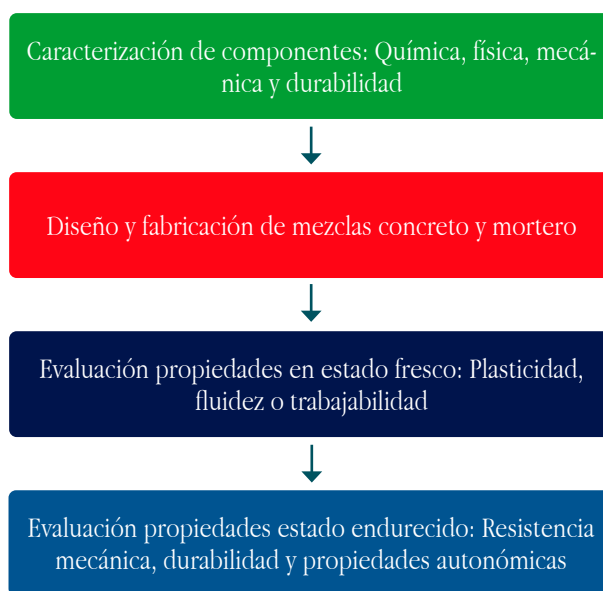 Caracterización de componentes: Química, física, mecá-
nica y durabilidad
Diseño y fabricación de mezclas concreto y mortero
Evaluación propiedades en estado fresco: Plasticidad,
fluidez o trabajabilidad
Evaluación propiedades estado endurecido: Resistencia
mecánica, durabilidad y propiedades autonómicas